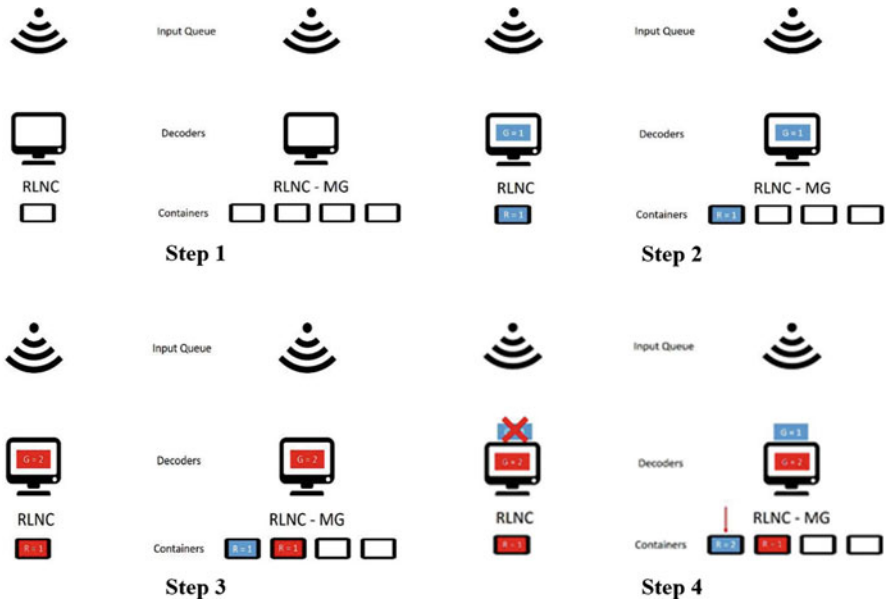 Input Queue
Decoders
RLNC
RLNC - MG
Containers
Step 1
Input Queue
G = 1
Decoders
G = 1
RLNC
RLNC - MG
R = 1
Containers
R = 1
Step 2
Input Queue
G = 2
Decoders
G = 2
RLNC
RLNC - MG
R = 1
Containers
R = 1
R = 1
Step 3
Input Queue
G = 1
G = 2
Decoders
G = 2
RLNC
RLNC - MG
R = 1
Containers
R = 2
R = 1
Step 4